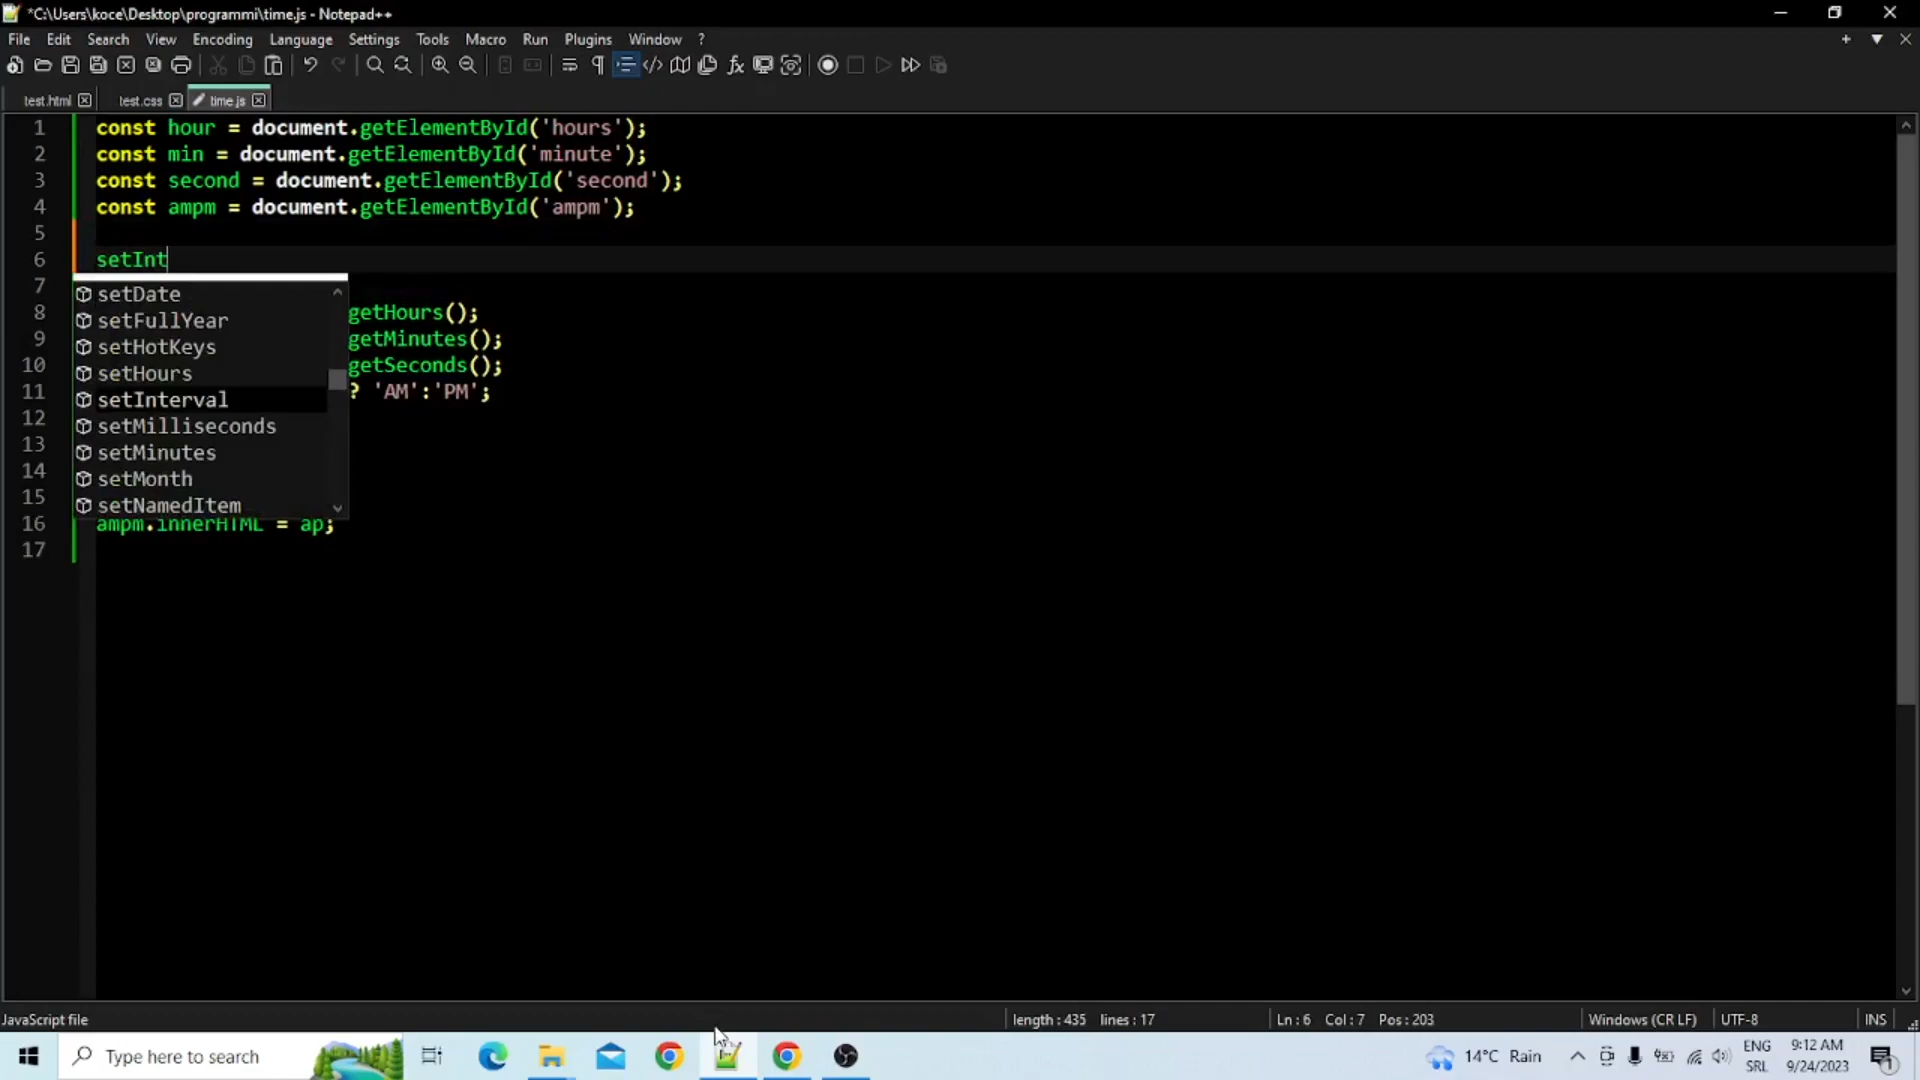 *C:\Users\koce\Desktop\programmi\time.js - Notepad++
File Edit Search View Encoding Language Settings Tools Macro Run Plugins Window ?
test.html test.css time.js
1 const hour = document.getElementById('hours');
2 const min = document.getElementById('minute');
3 const second = document.getElementById('second');
4 const ampm = document.getElementById('ampm');
5
6 setInt
7
setDate
8 getHours();
setFullYear
9 getMinutes();
setHotKeys
10 getSeconds();
setHours
11 ? 'AM':'PM';
setInterval
12
setMilliseconds
13
setMinutes
14
setMonth
15
setNamedItem
16 ampm.innerHTML = ap;
17
JavaScript file length : 435 lines : 17 Ln : 6 Col : 7 Pos : 203 Windows (CR LF) UTF-8 INS
Type here to search 14°C Rain ENG SRL 9:12 AM 9/24/2023 1